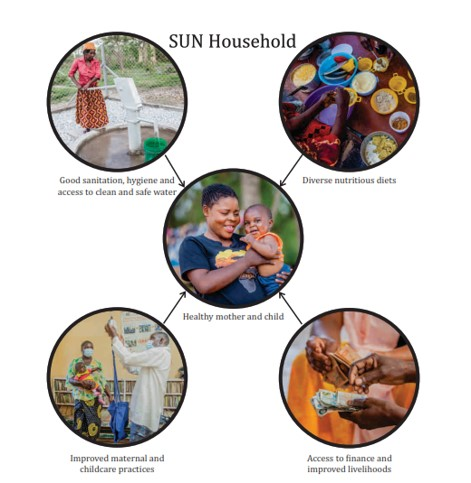 SUN Household
Good sanitation, hygiene and
access to clean and safe water
Diverse nutritious diets
Healthy mother and child
Improved maternal and
childcare practices
Access to finance and
improved livelihoods